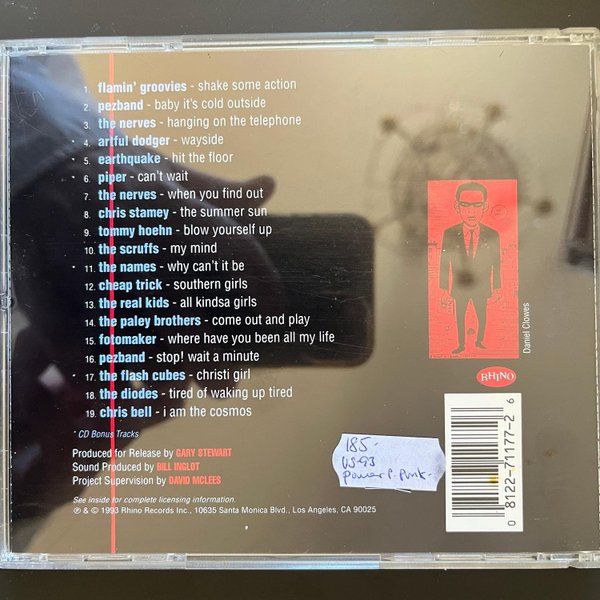 1. flamin' groovies - shake some action
2. pezband - baby it's cold outside
3. the nerves - hanging on the telephone
* 4. artful dodger - wayside
* 5. earthquake - hit the floor
* 6. piper - can't wait
7. the nerves - when you find out
8. chris stamey - the summer sun
9. tommy hoehn - blow yourself up
10. the scruffs - my mind
* 11. the names - why can't it be
12. cheap trick - southern girls
13. the real kids - all kindsa girls
14. the paley brothers - come out and play
15. fotomaker - where have you been all my life
16. pezband - stop! wait a minute
* 17. the flash cubes - christi girl
18. the diodes - tired of waking up tired
19. chris bell - i am the cosmos
* CD Bonus Tracks
Produced for Release by GARY STEWART
Sound Produced by BILL INGLOT
Project Supervision by DAVID MCLEES
See inside for complete licensing information.
℗ & © 1993 Rhino Records Inc., 10635 Santa Monica Blvd., Los Angeles, CA 90025
Daniel Clowes
RHINO
185-
US-93
power P. Punk-
0 8122-71177-2 6